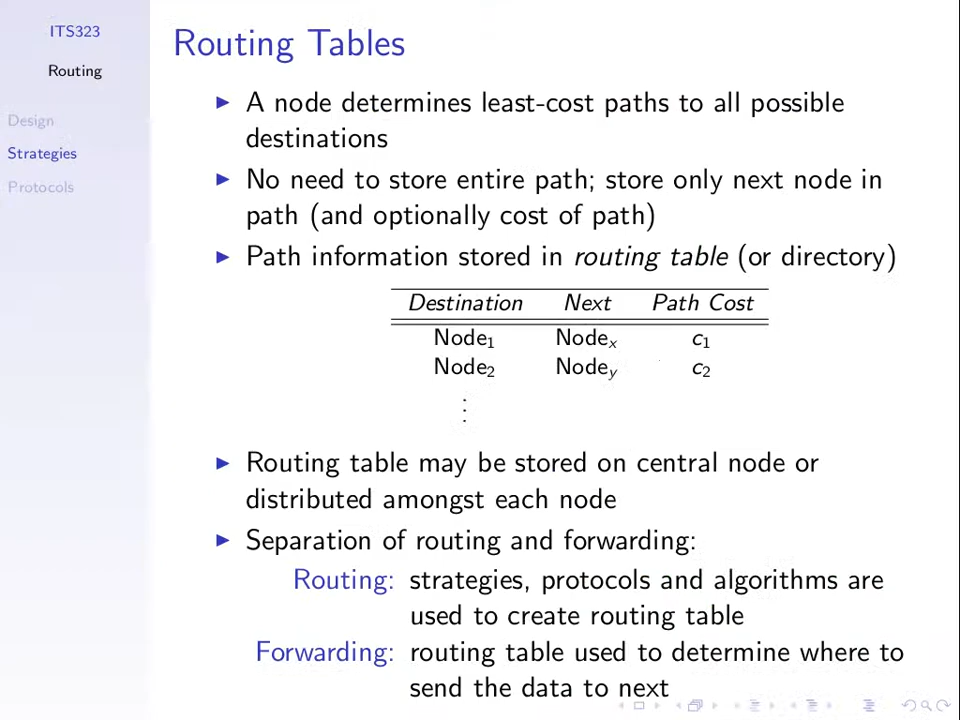 ITS323
Routing
Design
Strategies
Protocols
Routing Tables
A node determines least-cost paths to all possible
destinations
No need to store entire path; store only next node in
path (and optionally cost of path)
Path information stored in routing table (or directory)
Destination Next Path Cost
Node₁ Nodeₓ c₁
Node₂ Nodeᵧ c₂
⋮
Routing table may be stored on central node or
distributed amongst each node
Separation of routing and forwarding:
Routing: strategies, protocols and algorithms are
used to create routing table
Forwarding: routing table used to determine where to
send the data to next